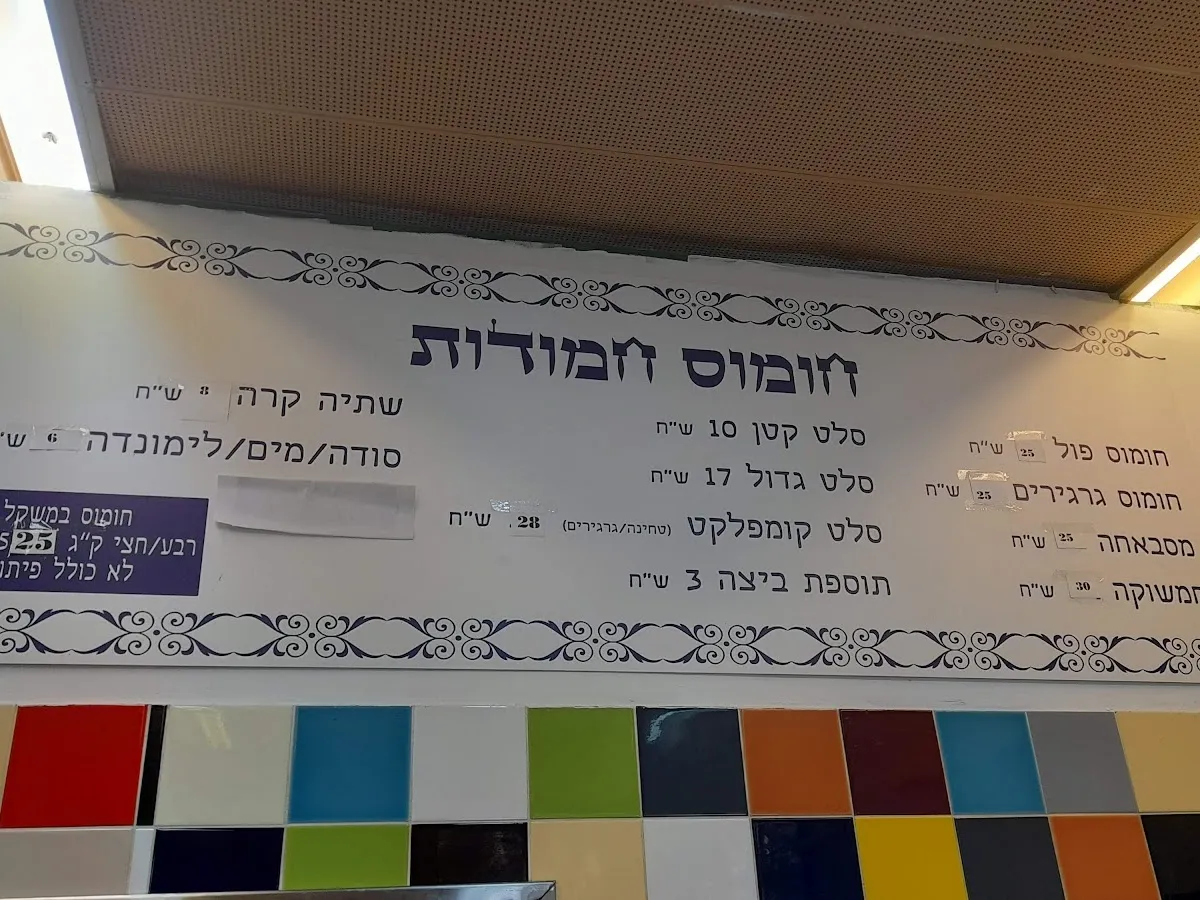 חומוס חמודות
חומוס פול 25 ש"ח
חומוס גרגירים 25 ש"ח
מסבאחה 25 ש"ח
חמשוקה 30 ש"ח
סלט קטן 10 ש"ח
סלט גדול 17 ש"ח
סלט קומפלקט (טחינה/גרגירים) 28 ש"ח
תוספת ביצה 3 ש"ח
שתיה קרה 8 ש"ח
סודה/מים/לימונדה 6 ש"
חומוס במשקל
רבע/חצי ק"ג 25
לא כולל פיתו